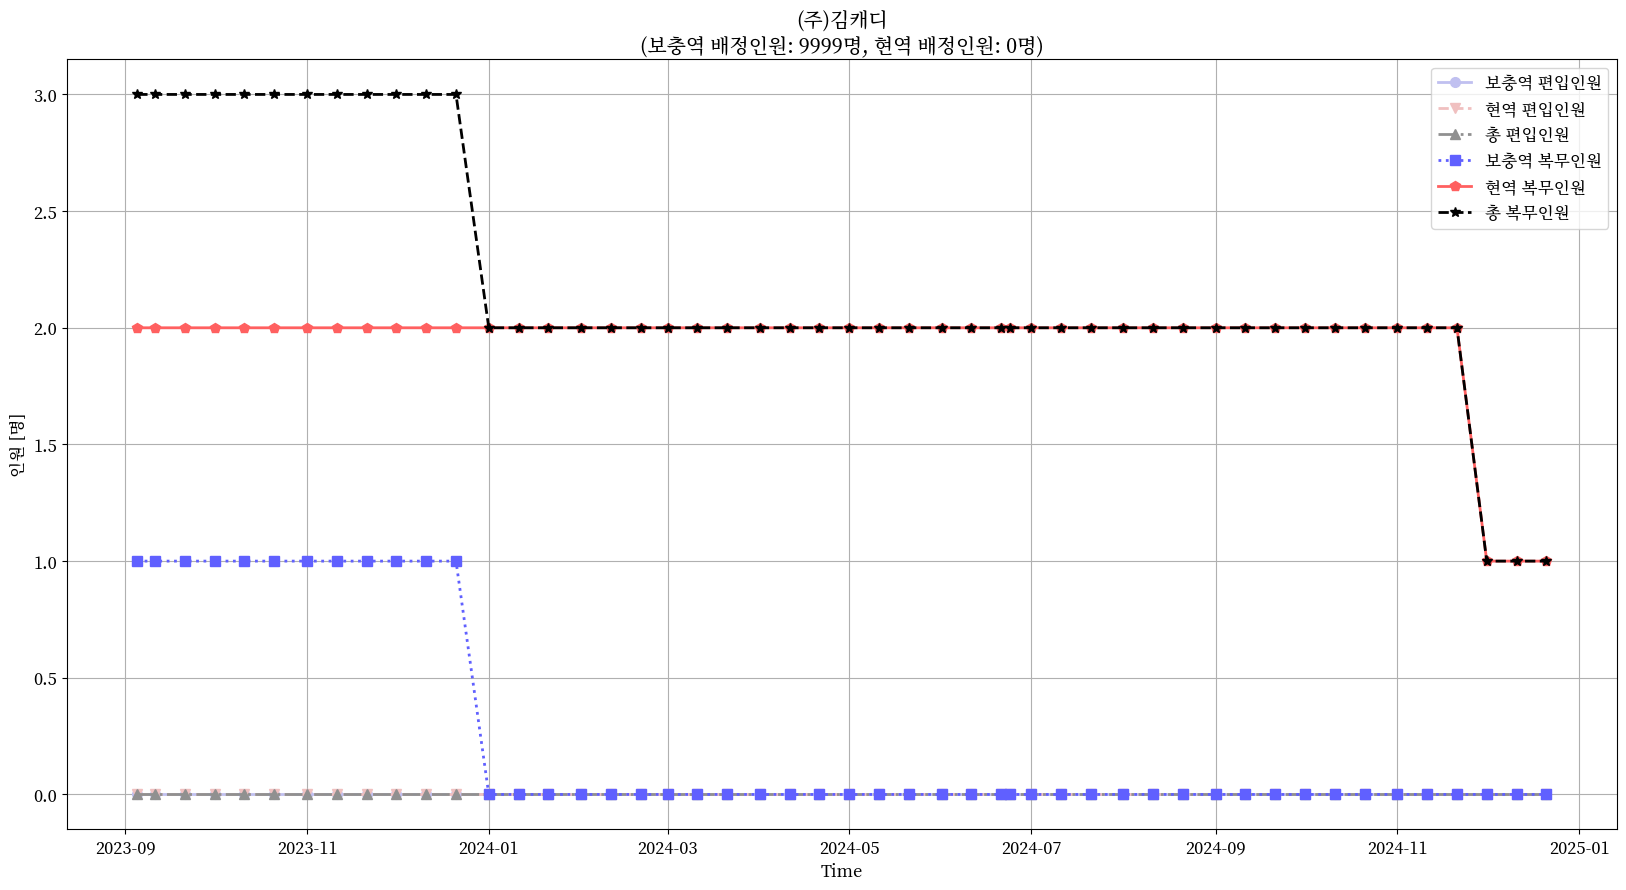 (주)김캐디
(보충역 배정인원: 9999명, 현역 배정인원: 0명)
보충역 편입인원
현역 편입인원
총 편입인원
보충역 복무인원
현역 복무인원
총 복무인원
인원 [명]
3.0
2.5
2.0
1.5
1.0
0.5
0.0
2023-09
2023-11
2024-01
2024-03
2024-05
2024-07
2024-09
2024-11
2025-01
Time